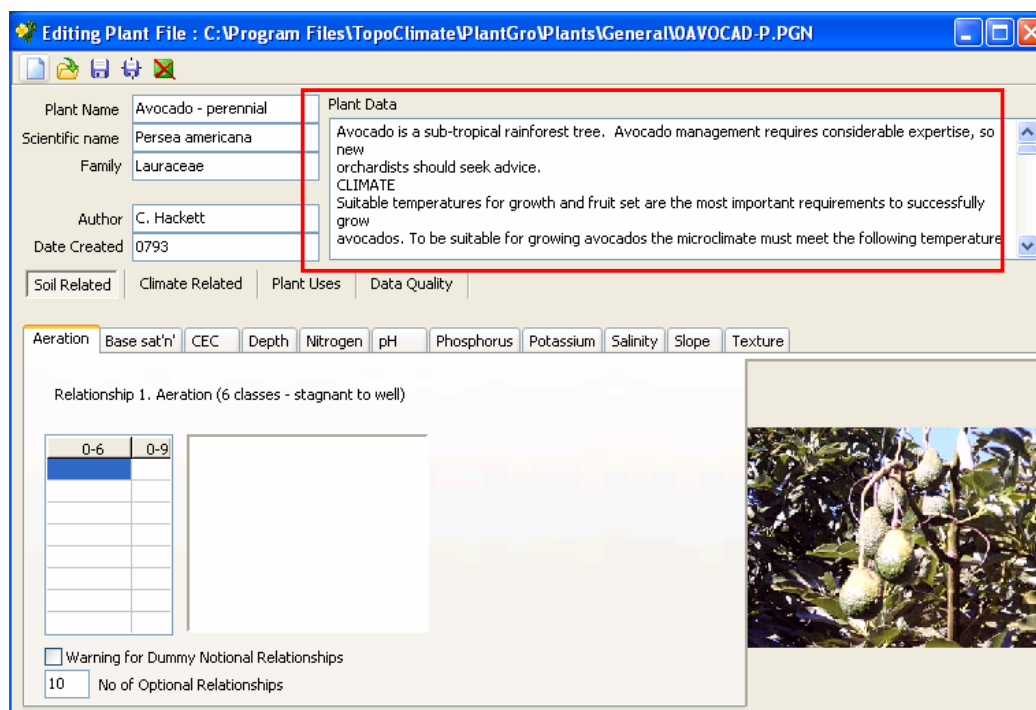 Editing Plant File : C:\Program Files\TopoClimate\PlantGro\Plants\General\0AVOCAD-P.PGN
Plant Name
Avocado - perennial
Scientific name
Persea americana
Family
Lauraceae
Author
C. Hackett
Date Created
0793
Plant Data
Avocado is a sub-tropical rainforest tree. Avocado management requires considerable expertise, so
new
orchardists should seek advice.
CLIMATE
Suitable temperatures for growth and fruit set are the most important requirements to successfully
grow
avocados. To be suitable for growing avocados the microclimate must meet the following temperature
Soil Related
Climate Related
Plant Uses
Data Quality
Aeration
Base sat'n'
CEC
Depth
Nitrogen
pH
Phosphorus
Potassium
Salinity
Slope
Texture
Relationship 1. Aeration (6 classes - stagnant to well)
0-6
0-9
Warning for Dummy Notional Relationships
10
No of Optional Relationships